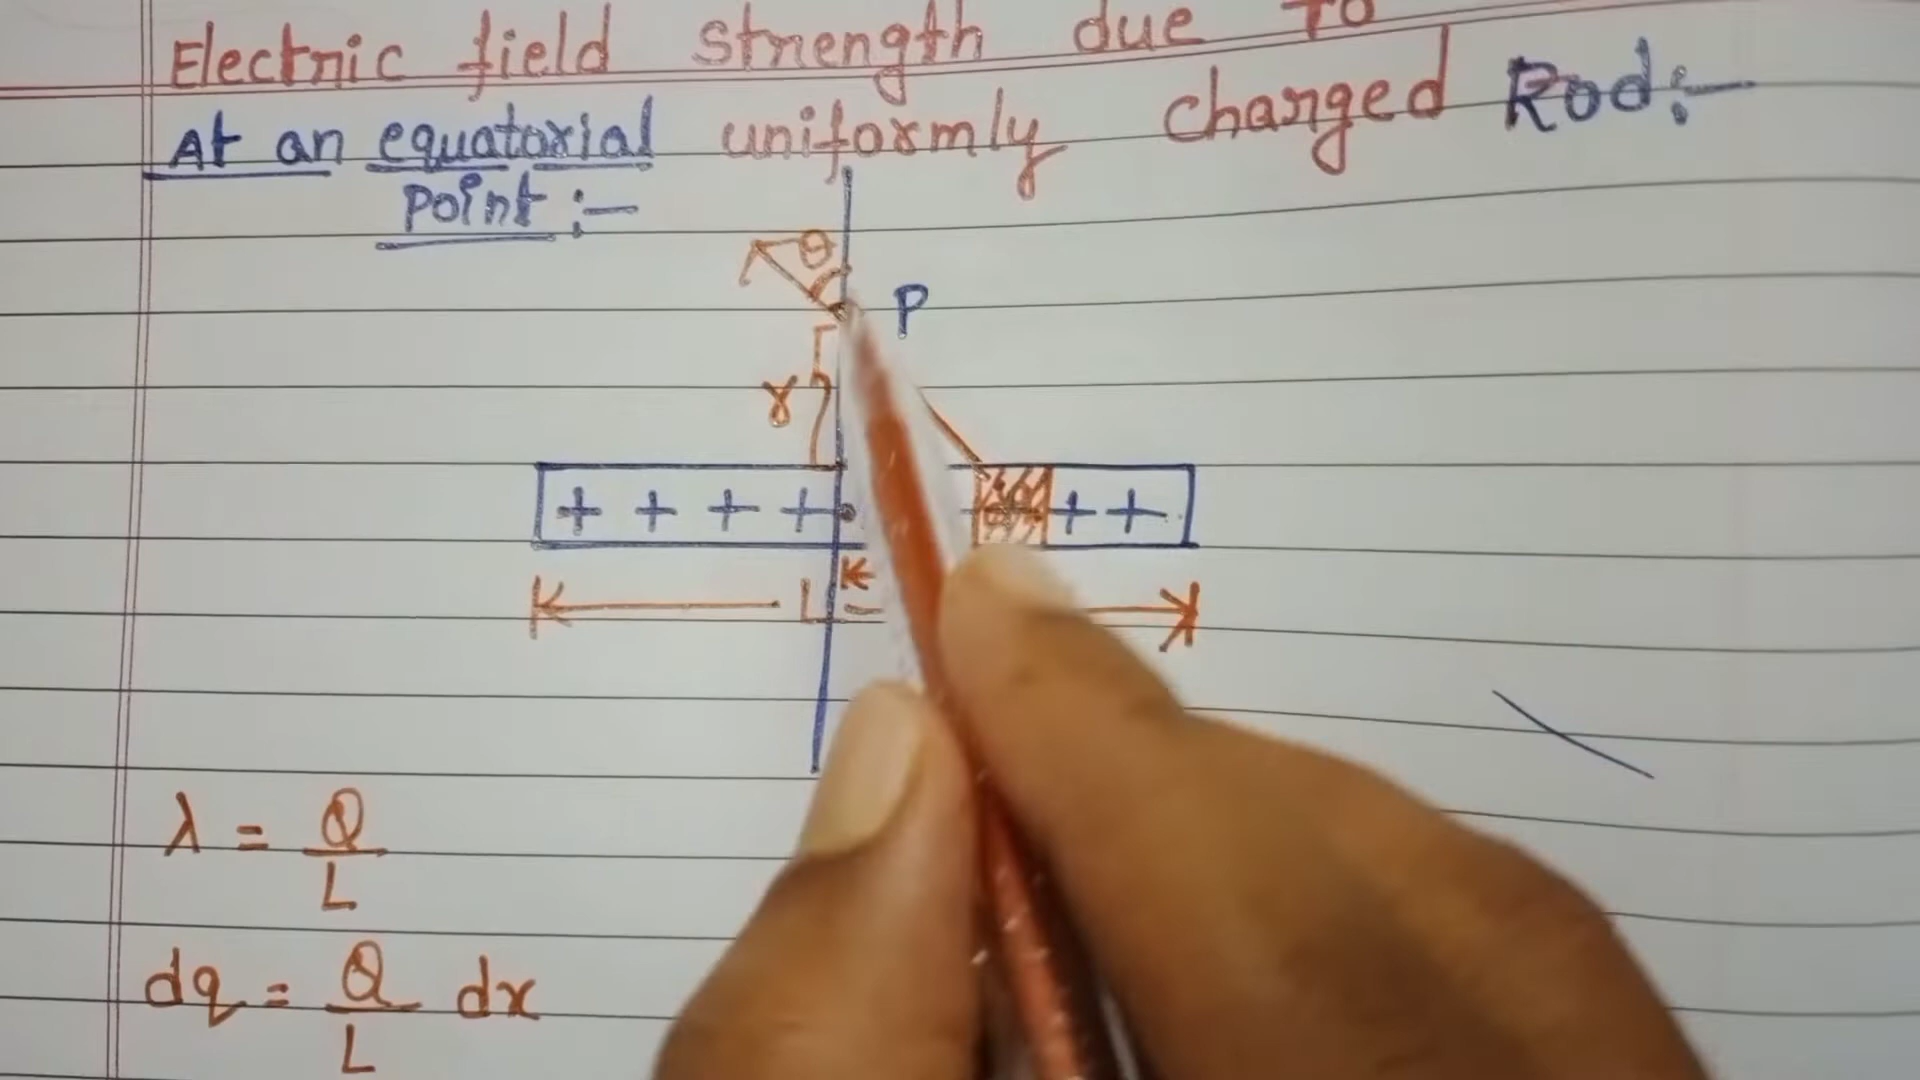 Electric field strength due To
At an equatorial uniformly charged Rod:-
Point :-
θ
P
r
+ + + + + +
L
λ = Q/L
dq = Q/L dx